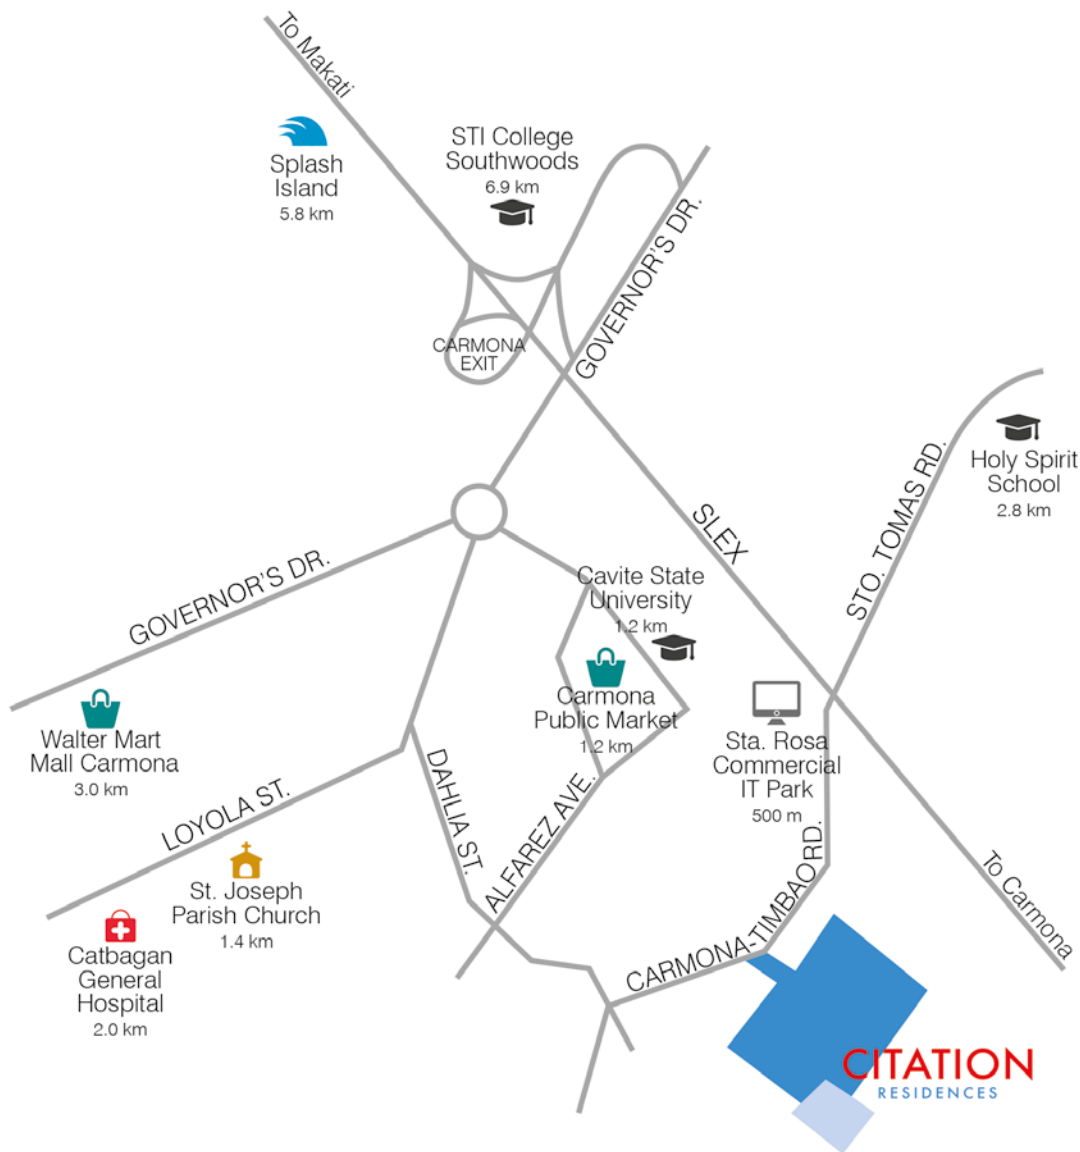 To Makati
Splash
Island
5.8 km
STI College
Southwoods
6.9 km
GOVERNOR'S DR.
CARMONA
EXIT
Holy Spirit
School
2.8 km
STO. TOMAS RD.
SLEX
GOVERNOR'S DR.
Cavite State
University
1.2 km
Carmona
Public Market
1.2 km
Walter Mart
Mall Carmona
3.0 km
Sta. Rosa
Commercial
IT Park
500 m
LOYOLA ST.
DAHLIA ST.
ALFAREZ AVE.
St. Joseph
Parish Church
1.4 km
Catbagan
General
Hospital
2.0 km
CARMONA-TIMBAO RD.
To Carmona
CITATION
RESIDENCES